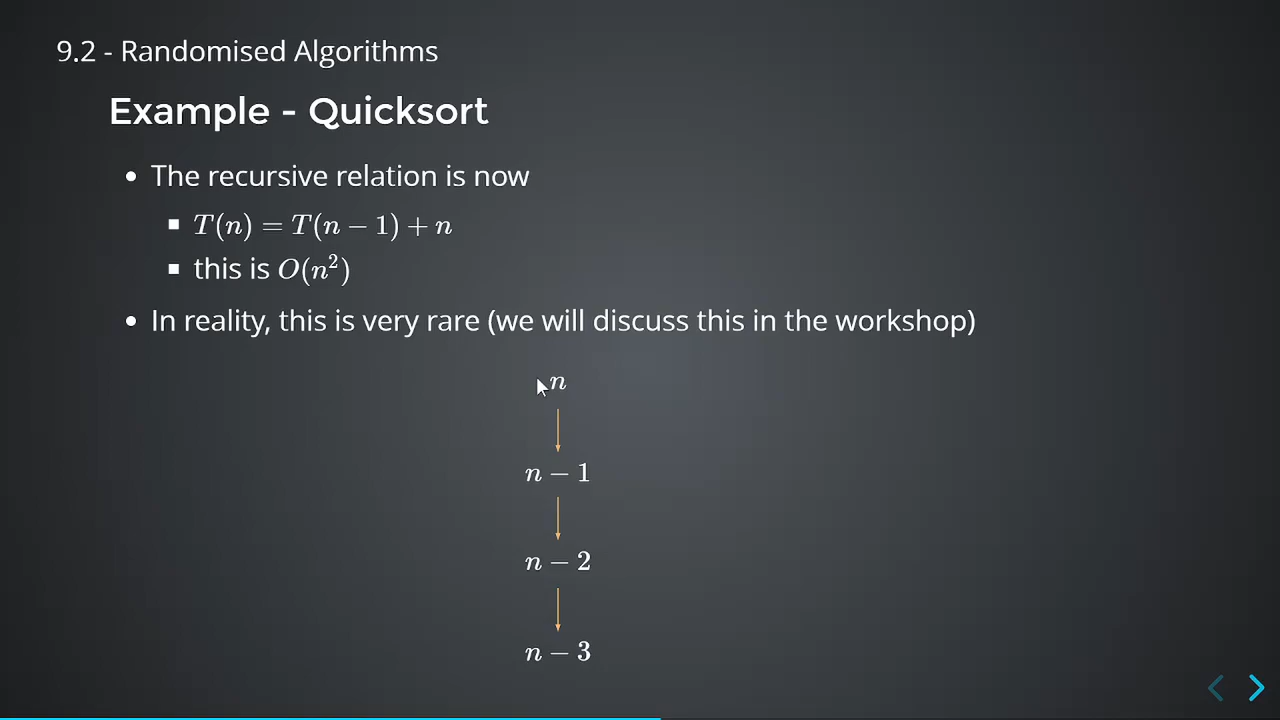 9.2 - Randomised Algorithms
Example - Quicksort
• The recursive relation is now
▪ T(n) = T(n − 1) + n
▪ this is O(n²)
• In reality, this is very rare (we will discuss this in the workshop)
n
n − 1
n − 2
n − 3